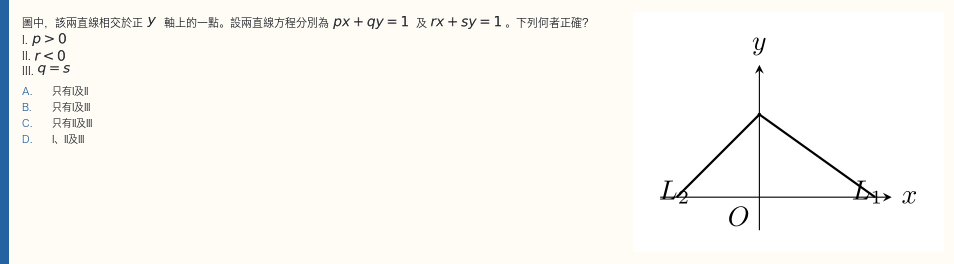 圖中，該兩直線相交於正 y 軸上的一點。設兩直線方程分別為 px + qy = 1 及 rx + sy = 1 。下列何者正確?
I. p > 0
II. r < 0
III. q = s
A. 只有I及II
B. 只有I及III
C. 只有II及III
D. I、II及III
y
L₂
L₁
x
O